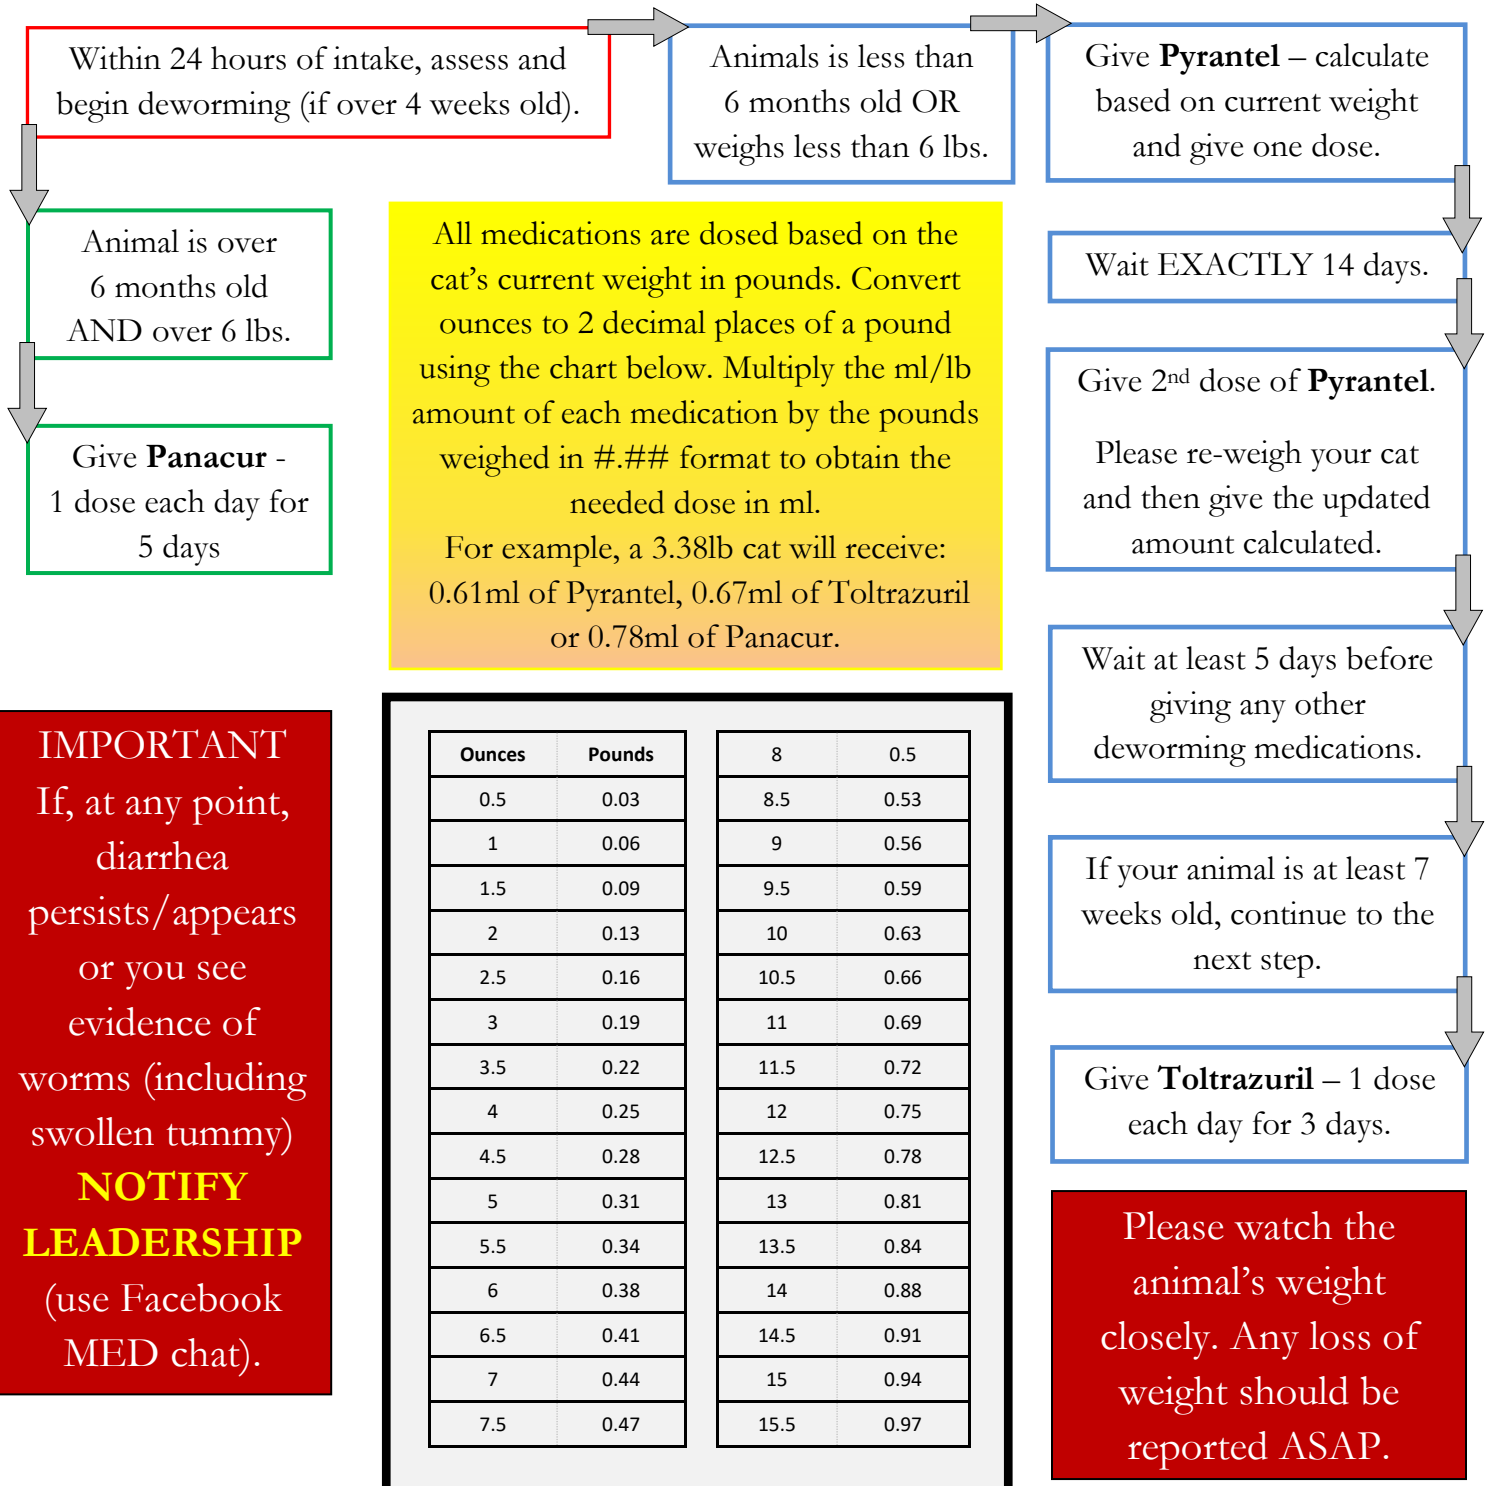 Within 24 hours of intake, assess and
begin deworming (if over 4 weeks old).
Animals is less than
6 months old OR
weighs less than 6 lbs.
Give Pyrantel – calculate
based on current weight
and give one dose.
Animal is over
6 months old
AND over 6 lbs.
Give Panacur -
1 dose each day for
5 days
All medications are dosed based on the
cat’s current weight in pounds. Convert
ounces to 2 decimal places of a pound
using the chart below. Multiply the ml/lb
amount of each medication by the pounds
weighed in #.## format to obtain the
needed dose in ml.
For example, a 3.38lb cat will receive:
0.61ml of Pyrantel, 0.67ml of Toltrazuril
or 0.78ml of Panacur.
Wait EXACTLY 14 days.
Give 2nd dose of Pyrantel.
Please re-weigh your cat
and then give the updated
amount calculated.
Wait at least 5 days before
giving any other
deworming medications.
If your animal is at least 7
weeks old, continue to the
next step.
Give Toltrazuril – 1 dose
each day for 3 days.
IMPORTANT
If, at any point,
diarrhea
persists/appears
or you see
evidence of
worms (including
swollen tummy)
NOTIFY
LEADERSHIP
(use Facebook
MED chat).
Ounces Pounds
0.5 0.03
1 0.06
1.5 0.09
2 0.13
2.5 0.16
3 0.19
3.5 0.22
4 0.25
4.5 0.28
5 0.31
5.5 0.34
6 0.38
6.5 0.41
7 0.44
7.5 0.47
8 0.5
8.5 0.53
9 0.56
9.5 0.59
10 0.63
10.5 0.66
11 0.69
11.5 0.72
12 0.75
12.5 0.78
13 0.81
13.5 0.84
14 0.88
14.5 0.91
15 0.94
15.5 0.97
Please watch the
animal’s weight
closely. Any loss of
weight should be
reported ASAP.